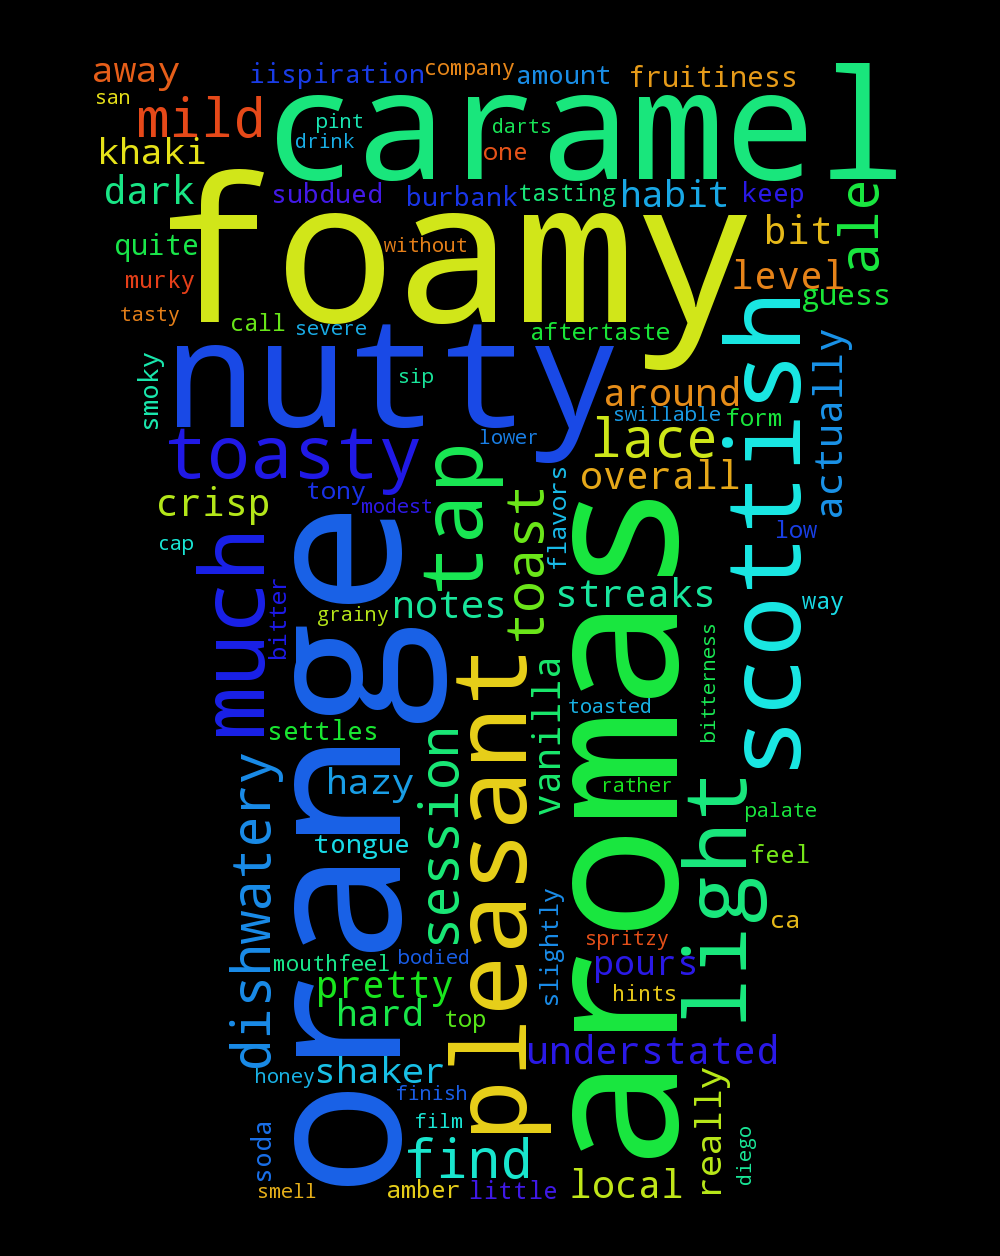 away
iispiration
company
amount
fruitiness
san
mild
caramel
pint
darts
drink
one
khaki
dark
subdued
burbank
tasting
habit
keep
ale
foamy
quite
without
bit
murky
level
guess
tasty
call
severe
aftertaste
scottish
nutty
smoky
sip
actually
around
swillable
form
toasty
lower
lace
tap
overall
crisp
tony
modest
flavors
toast
low
cap
much
orange
aromas
bitter
grainy
notes
streaks
way
pleasant
vanilla
toasted
bitterness
settles
session
dishwatery
hazy
rather
light
palate
tongue
feel
slightly
ca
spritzy
mouthfeel
bodied
pours
pretty
hints
hard
top
understated
honey
shaker
finish
really
film
soda
find
diego
smell
amber
little
local